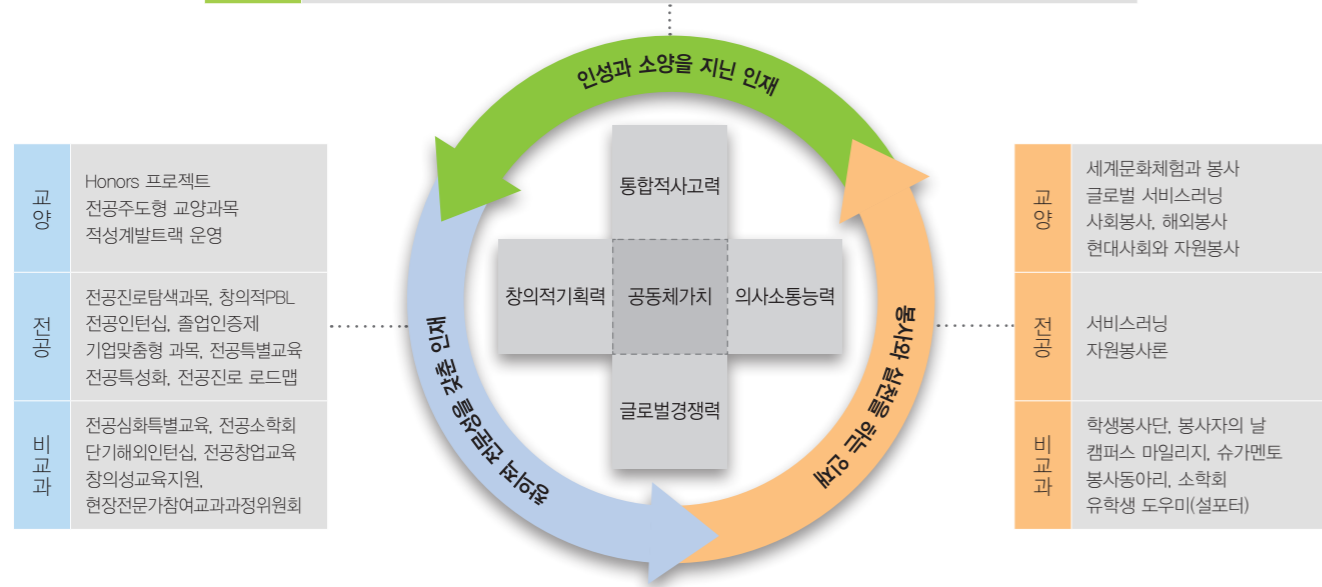 인성과 소양을 지닌 인재
교양
Honors 프로젝트
전공주도형 교양과목
적성계발트랙 운영
전공
전공진로탐색과목, 창의적PBL
전공인턴십, 졸업인증제
기업맞춤형 과목, 전공특별교육
전공특성화, 전공진로 로드맵
비교과
전공심화특별교육, 전공소학회
단기해외인턴십, 전공창업교육
창의성교육지원,
현장전문가참여교과과정위원회
창의적 전문성을 갖춘 인재
통합적사고력
창의적기획력
공동체가치
의사소통능력
글로벌경쟁력
봉사와 실천을 하는 인재
교양
세계문화체험과 봉사
글로벌 서비스러닝
사회봉사, 해외봉사
현대사회와 자원봉사
전공
서비스러닝
자원봉사론
비교과
학생봉사단, 봉사자의 날
캠퍼스 마일리지, 슈가멘토
봉사동아리, 소학회
유학생 도우미(설포터)